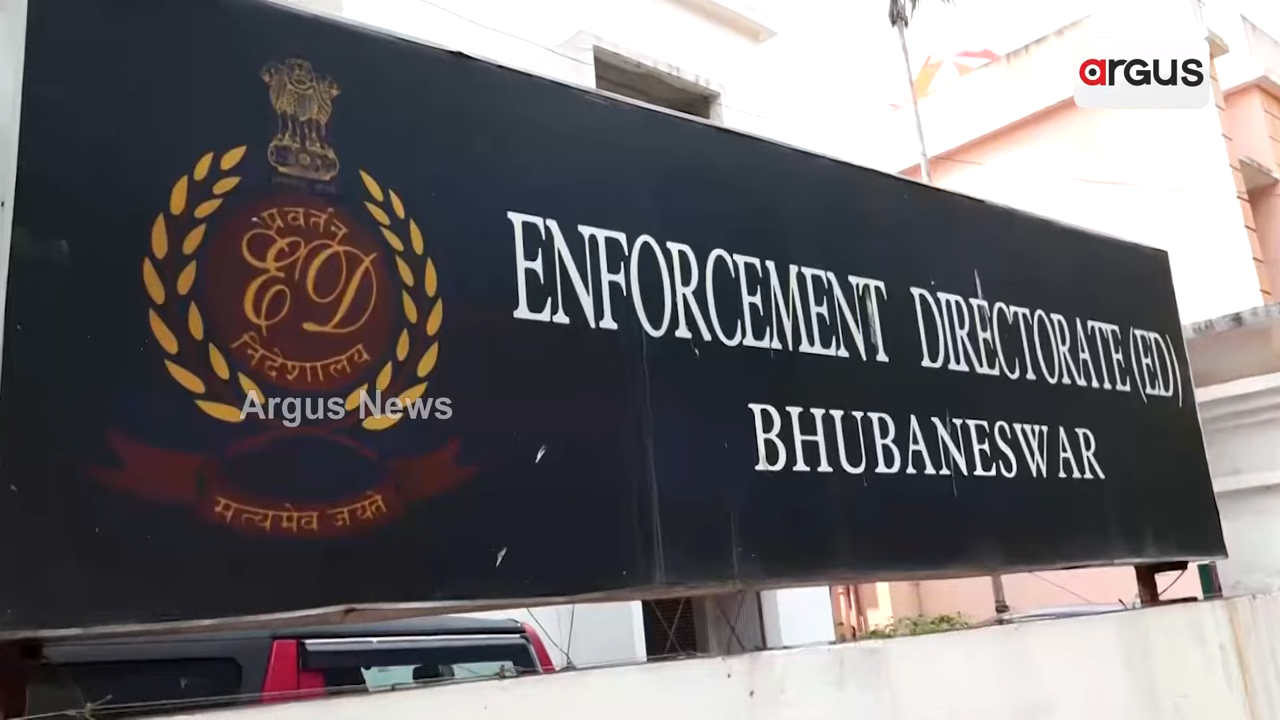 argus
प्रवर्तन
ED
निदेशालय
ENFORCEMENT DIRECTORATE (ED)
BHUBANESWAR
Argus News
सत्यमेव जयते